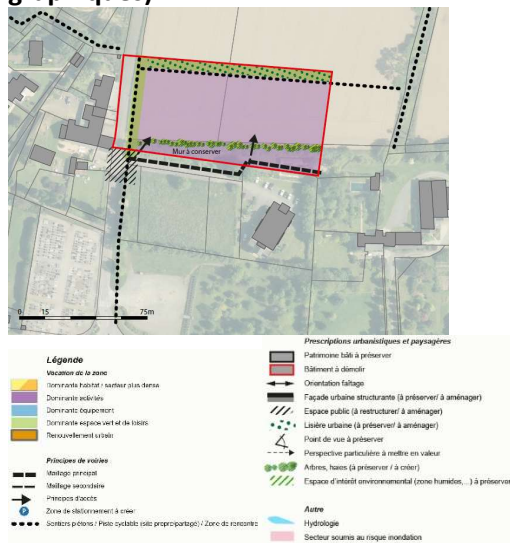 graphiques)
Mur à conserver
0 15 75m
Légende
Vocation de la zone
Dominante habitat / secteur plus dense
Dominante activités
Dominante équipement
Dominante espace vert et de loisirs
Renouvellement urbain
Principes de voiries
Maillage principal
Maillage secondaire
Principes d'accès
P Zone de stationnement à créer
Sentiers piétons / Piste cyclable (site propre/partagé) / Zone de rencontre
Prescriptions urbanistiques et paysagères
Patrimoine bâti à préserver
Bâtiment à démolir
Orientation faîtage
Façade urbaine structurante (à préserver/ à aménager)
Espace public (à restructurer/ à aménager)
Lisière urbaine (à préserver/ à aménager)
Point de vue à préserver
Perspective particulière à mettre en valeur
Arbres, haies (à préserver / à créer)
Espace d'intérêt environnemental (zone humides,...) à préserver
Autre
Hydrologie
Secteur soumis au risque inondation